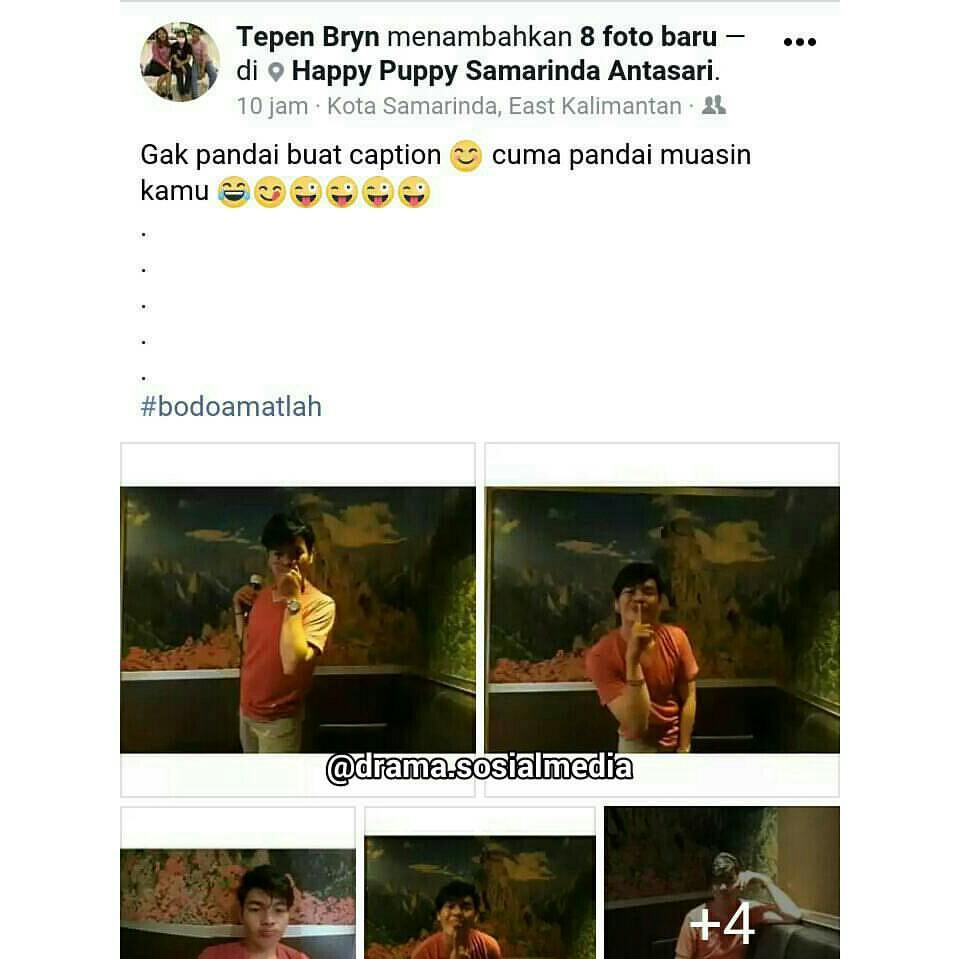 Tepen Bryn menambahkan 8 foto baru —
di Happy Puppy Samarinda Antasari.
10 jam · Kota Samarinda, East Kalimantan ·
Gak pandai buat caption 😊 cuma pandai muasin
kamu 😂😋😜😜😜😜
.
.
.
.
.
#bodoamatlah
@drama.sosialmedia
+4